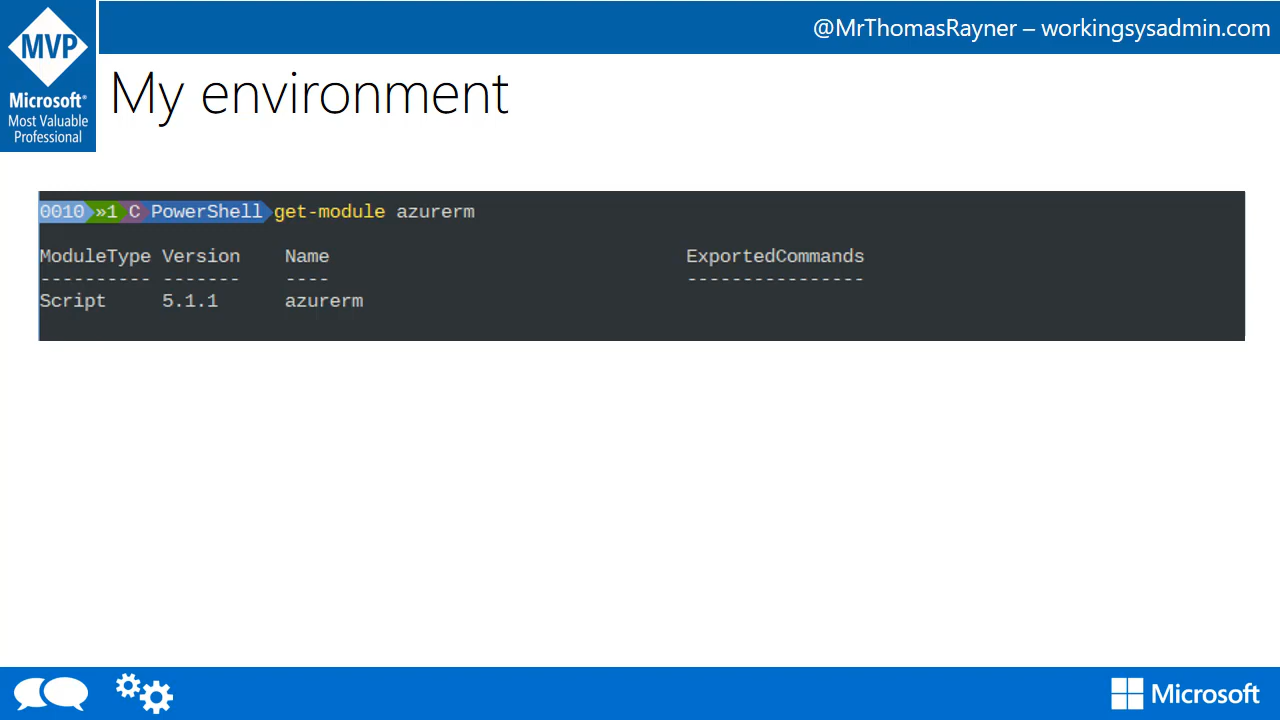 @MrThomasRayner – workingsysadmin.com
MVP
Microsoft®
Most Valuable
Professional
My environment
0010 »1 C PowerShell get-module azurerm
ModuleType Version    Name                                ExportedCommands
---------- -------    ----                                ----------------
Script     5.1.1      azurerm
Microsoft